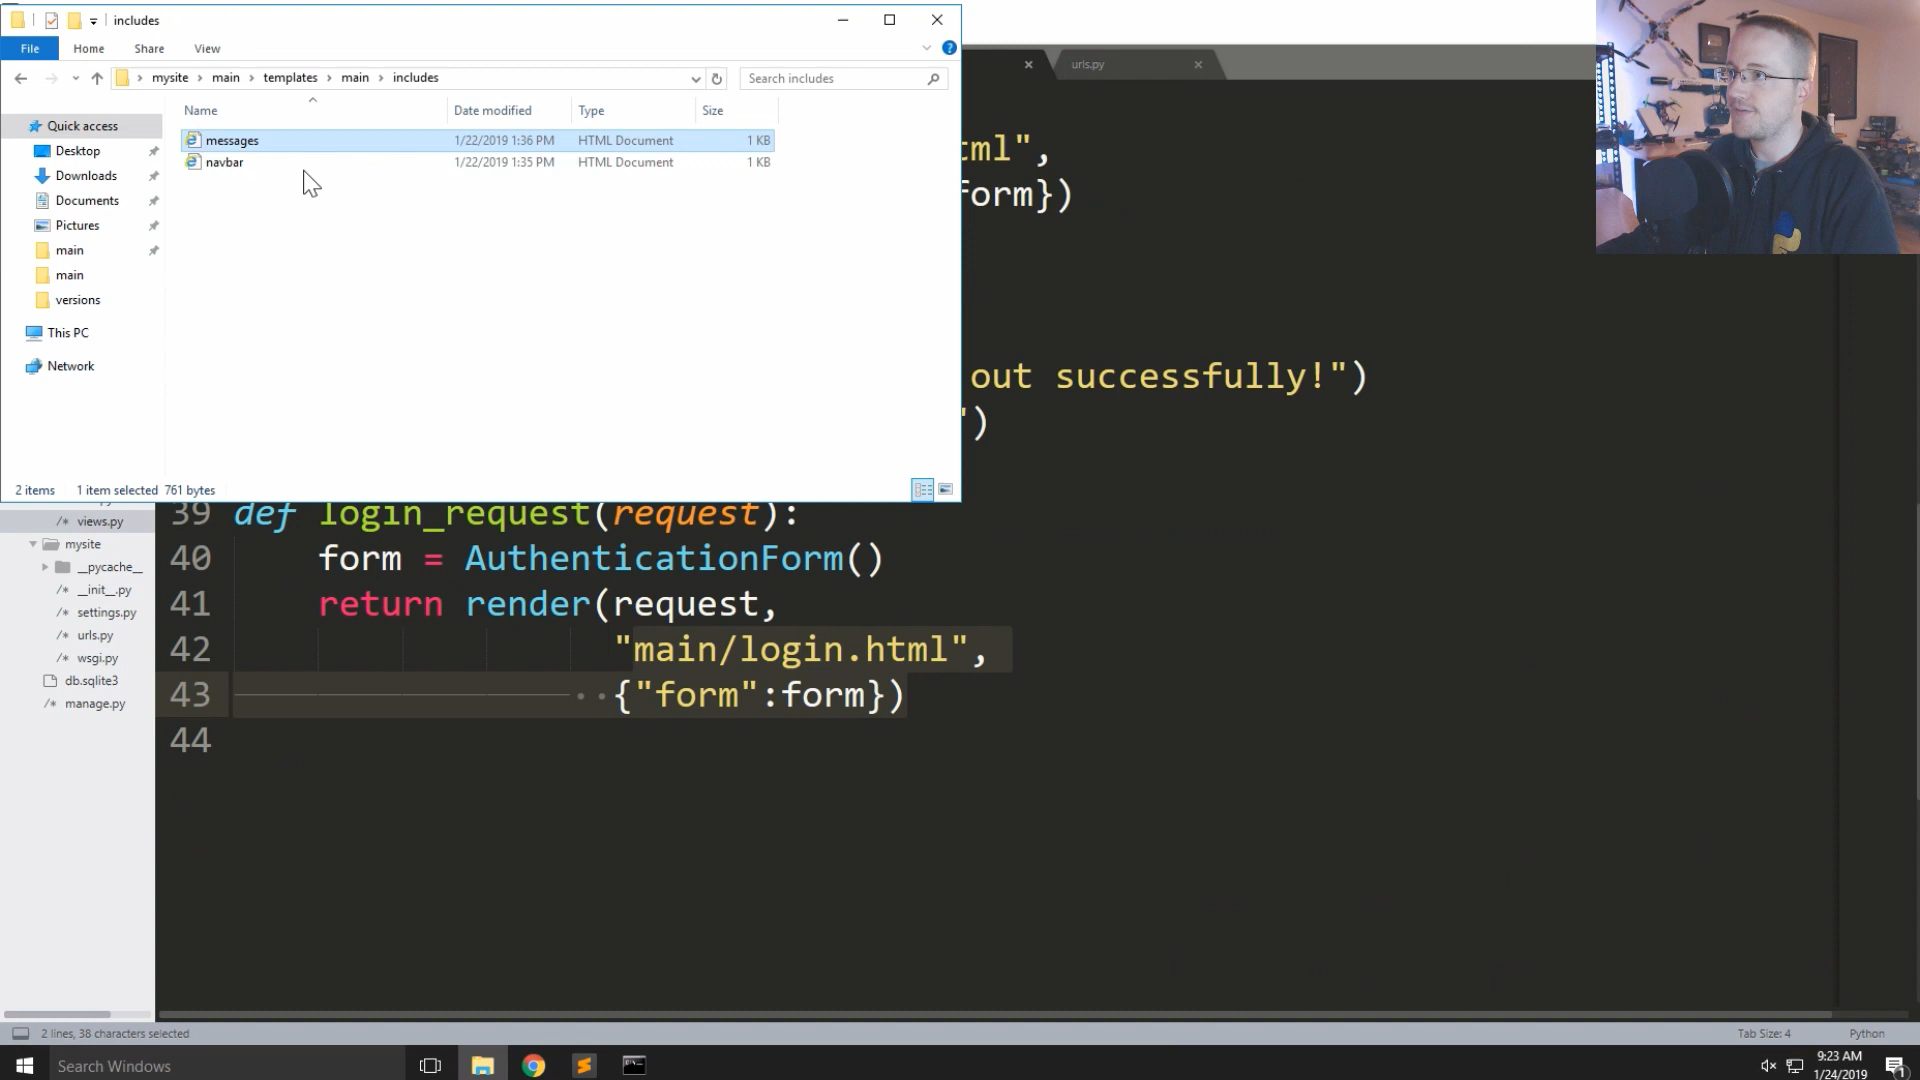 includes
File Home Share View
mysite main templates main includes
Search includes
Name Date modified Type Size
messages 1/22/2019 1:36 PM HTML Document 1 KB
navbar 1/22/2019 1:35 PM HTML Document 1 KB
Quick access
Desktop
Downloads
Documents
Pictures
main
main
versions
This PC
Network
2 items 1 item selected 761 bytes
urls.py
tml",
form})
out successfully!")
")
views.py
mysite
__pycache__
/* __init__.py
/* settings.py
/* urls.py
/* wsgi.py
db.sqlite3
/* manage.py
39 def login_request(request):
40 form = AuthenticationForm()
41 return render(request,
42 "main/login.html",
43 {"form":form})
44
2 lines, 38 characters selected
Tab Size: 4 Python
Search Windows
9:23 AM
1/24/2019
1